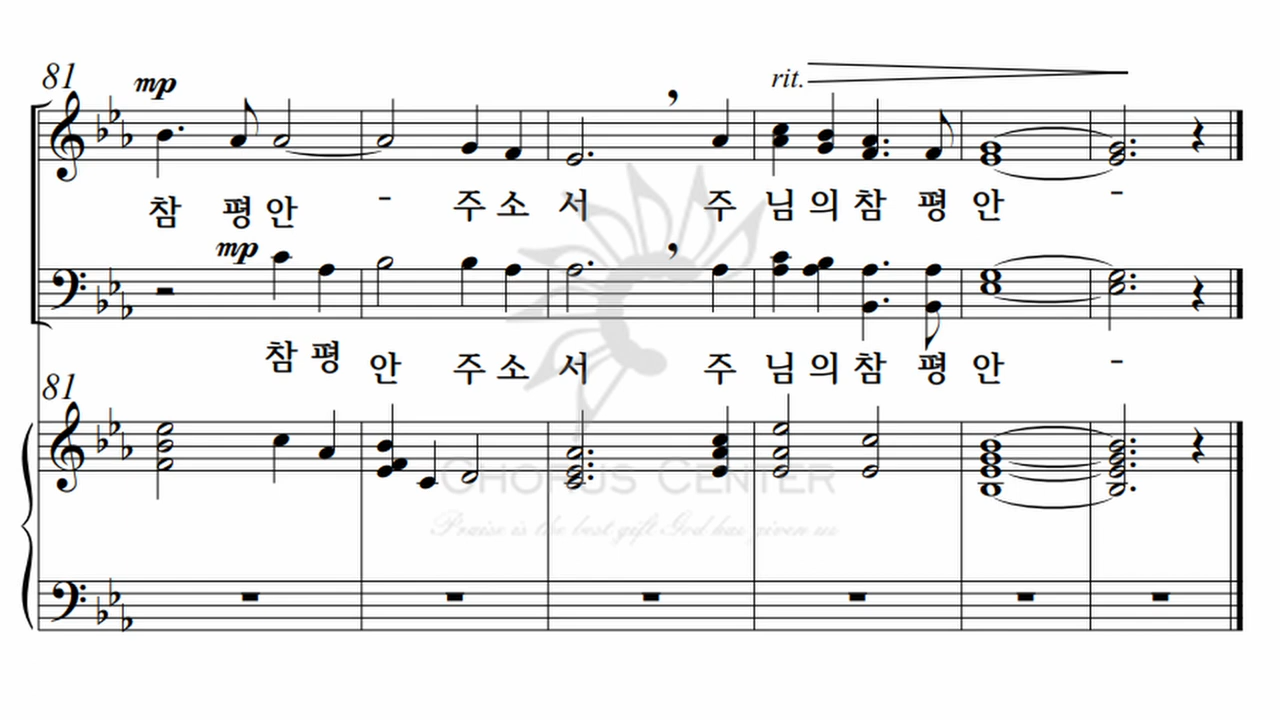 81
mp
rit.
참 평 안 - 주 소 서 주 님 의 참 평 안 -
mp
참 평 안 주 소 서 주 님 의 참 평 안 -
81
CHORUS CENTER
Praise is the best gift God has given us